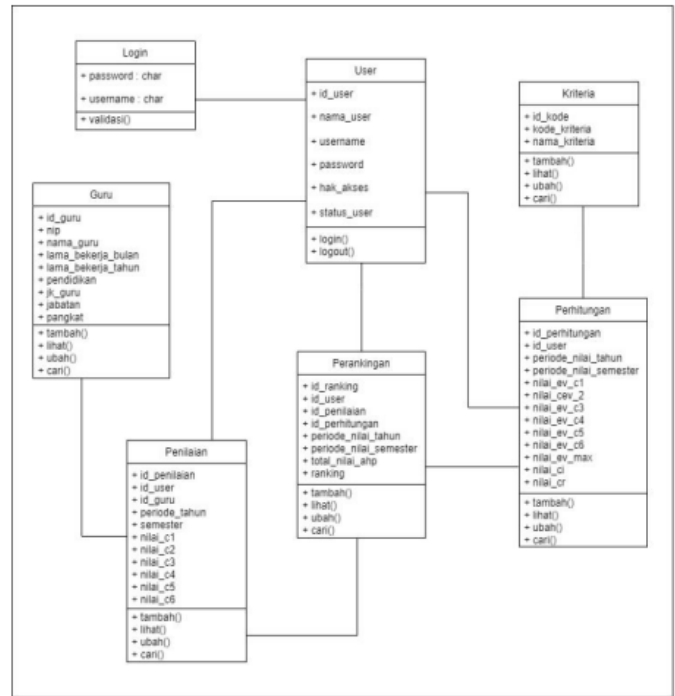 Login
+ password : char
+ username : char
+ validasi()
User
+ id_user
+ nama_user
+ username
+ password
+ hak_akses
+ status_user
+ login()
+ logout()
Kriteria
+ id_kode
+ kode_kriteria
+ nama_kriteria
+ tambah()
+ lihat()
+ ubah()
+ cari()
Guru
+ id_guru
+ nip
+ nama_guru
+ lama_bekerja_bulan
+ lama_bekerja_tahun
+ pendidikan
+ jk_guru
+ jabatan
+ pangkat
+ tambah()
+ lihat()
+ ubah()
+ cari()
Perhitungan
+ id_perhitungan
+ id_user
+ periode_nilai_tahun
+ periode_nilai_semester
+ nilai_ev_c1
+ nilai_cev_2
+ nilai_ev_c3
+ nilai_ev_c4
+ nilai_ev_c5
+ nilai_ev_c6
+ nilai_ev_max
+ nilai_ci
+ nilai_cr
+ tambah()
+ lihat()
+ ubah()
+ cari()
Perankingan
+ id_ranking
+ id_user
+ id_penilaian
+ id_perhitungan
+ periode_nilai_tahun
+ periode_nilai_semester
+ total_nilai_ahp
+ ranking
+ tambah()
+ lihat()
+ ubah()
+ cari()
Penilaian
+ id_penilaian
+ id_user
+ id_guru
+ periode_tahun
+ semester
+ nilai_c1
+ nilai_c2
+ nilai_c3
+ nilai_c4
+ nilai_c5
+ nilai_c6
+ tambah()
+ lihat()
+ ubah()
+ cari()